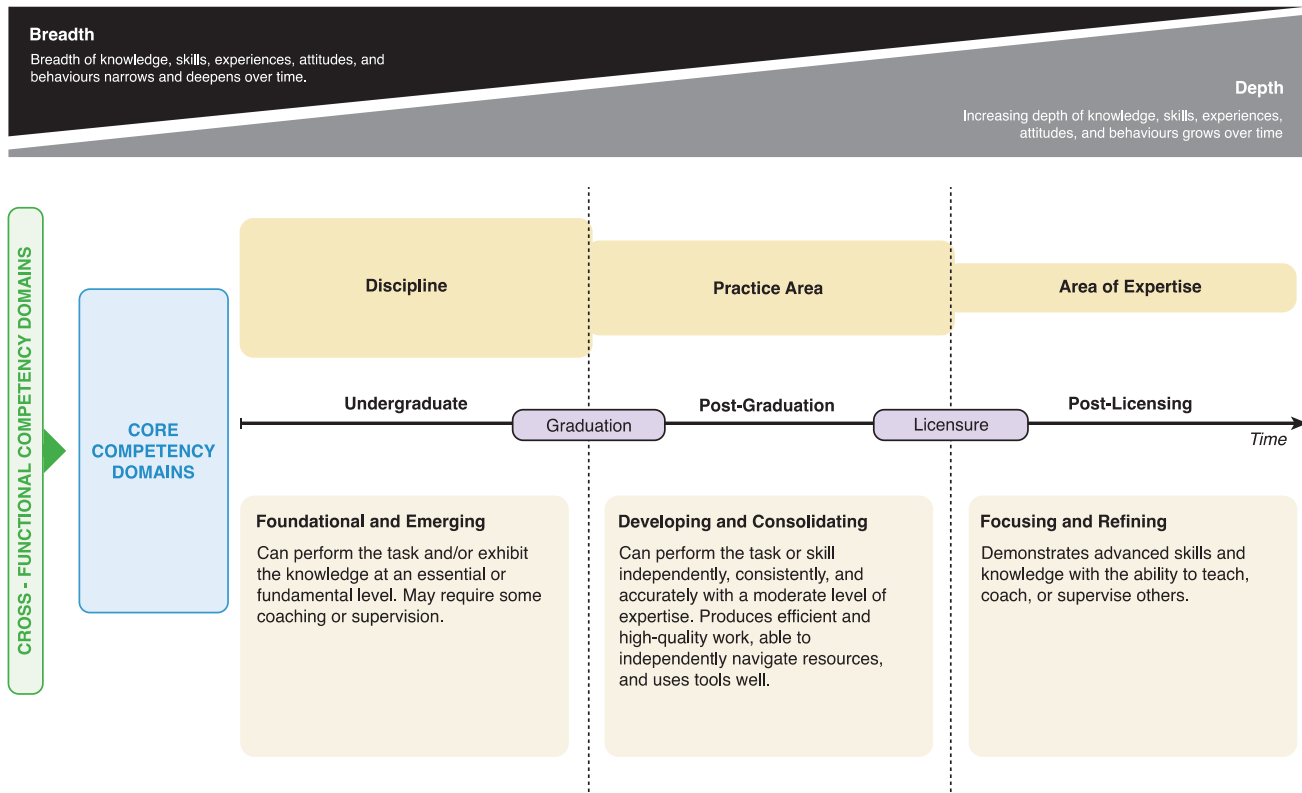 Breadth
Breadth of knowledge, skills, experiences, attitudes, and
behaviours narrows and deepens over time.
Depth
Increasing depth of knowledge, skills, experiences,
attitudes, and behaviours grows over time
CROSS - FUNCTIONAL COMPETENCY DOMAINS
CORE
COMPETENCY
DOMAINS
Discipline
Practice Area
Area of Expertise
Undergraduate
Graduation
Post-Graduation
Licensure
Post-Licensing
Time
Foundational and Emerging
Can perform the task and/or exhibit
the knowledge at an essential or
fundamental level. May require some
coaching or supervision.
Developing and Consolidating
Can perform the task or skill
independently, consistently, and
accurately with a moderate level of
expertise. Produces efficient and
high-quality work, able to
independently navigate resources,
and uses tools well.
Focusing and Refining
Demonstrates advanced skills and
knowledge with the ability to teach,
coach, or supervise others.